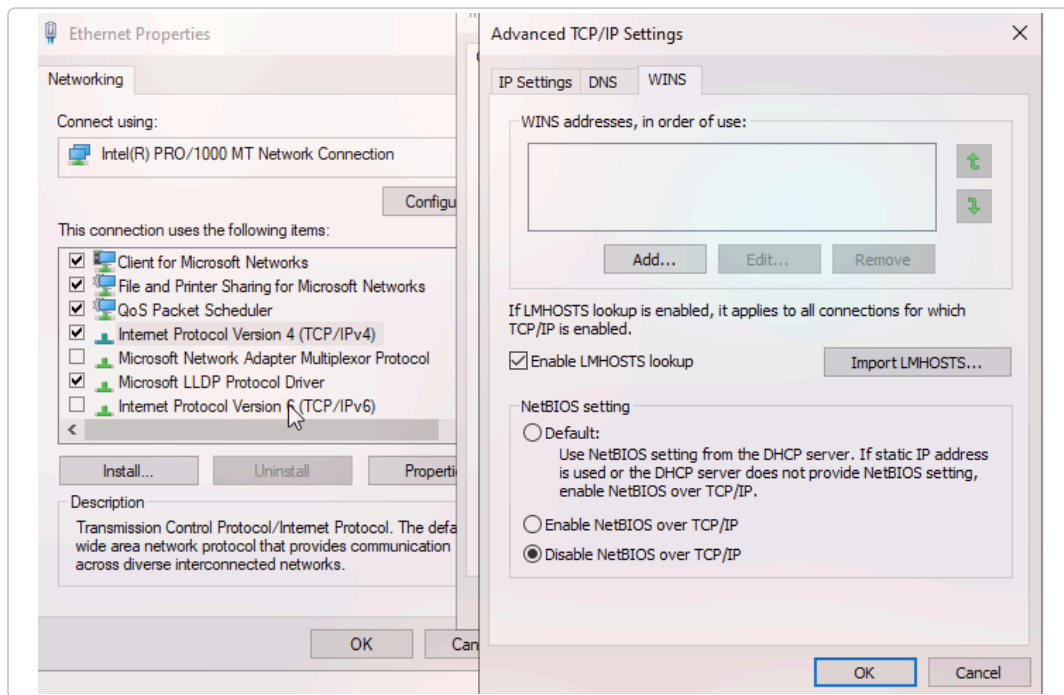 Ethernet Properties
Networking
Connect using:
Intel(R) PRO/1000 MT Network Connection
Configu
This connection uses the following items:
Client for Microsoft Networks
File and Printer Sharing for Microsoft Networks
QoS Packet Scheduler
Internet Protocol Version 4 (TCP/IPv4)
Microsoft Network Adapter Multiplexor Protocol
Microsoft LLDP Protocol Driver
Internet Protocol Version 6 (TCP/IPv6)
Install...
Uninstall
Properti
Description
Transmission Control Protocol/Internet Protocol. The defa
wide area network protocol that provides communication
across diverse interconnected networks.
OK
Can
Advanced TCP/IP Settings
IP Settings DNS WINS
WINS addresses, in order of use:
Add...
Edit...
Remove
If LMHOSTS lookup is enabled, it applies to all connections for which
TCP/IP is enabled.
Enable LMHOSTS lookup
Import LMHOSTS...
NetBIOS setting
Default:
Use NetBIOS setting from the DHCP server. If static IP address
is used or the DHCP server does not provide NetBIOS setting,
enable NetBIOS over TCP/IP.
Enable NetBIOS over TCP/IP
Disable NetBIOS over TCP/IP
OK
Cancel